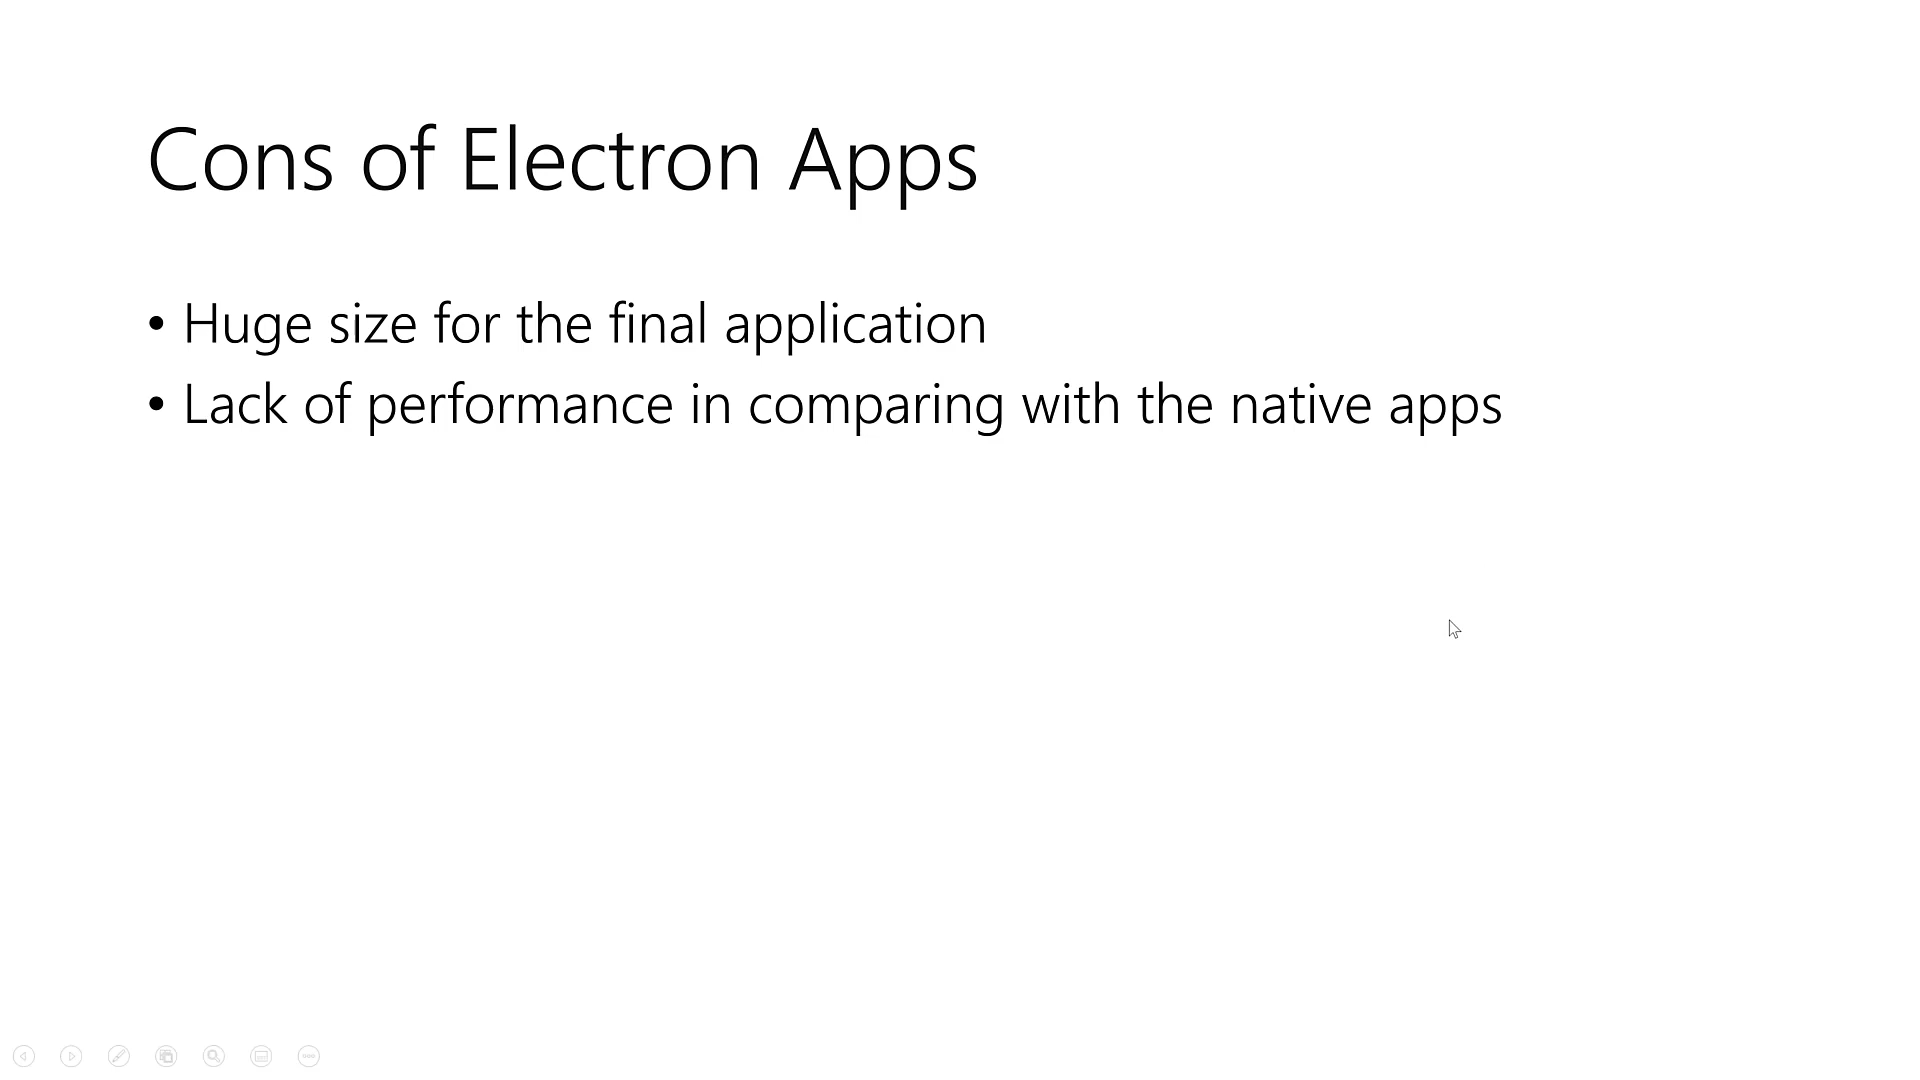 Cons of Electron Apps
• Huge size for the final application
• Lack of performance in comparing with the native apps